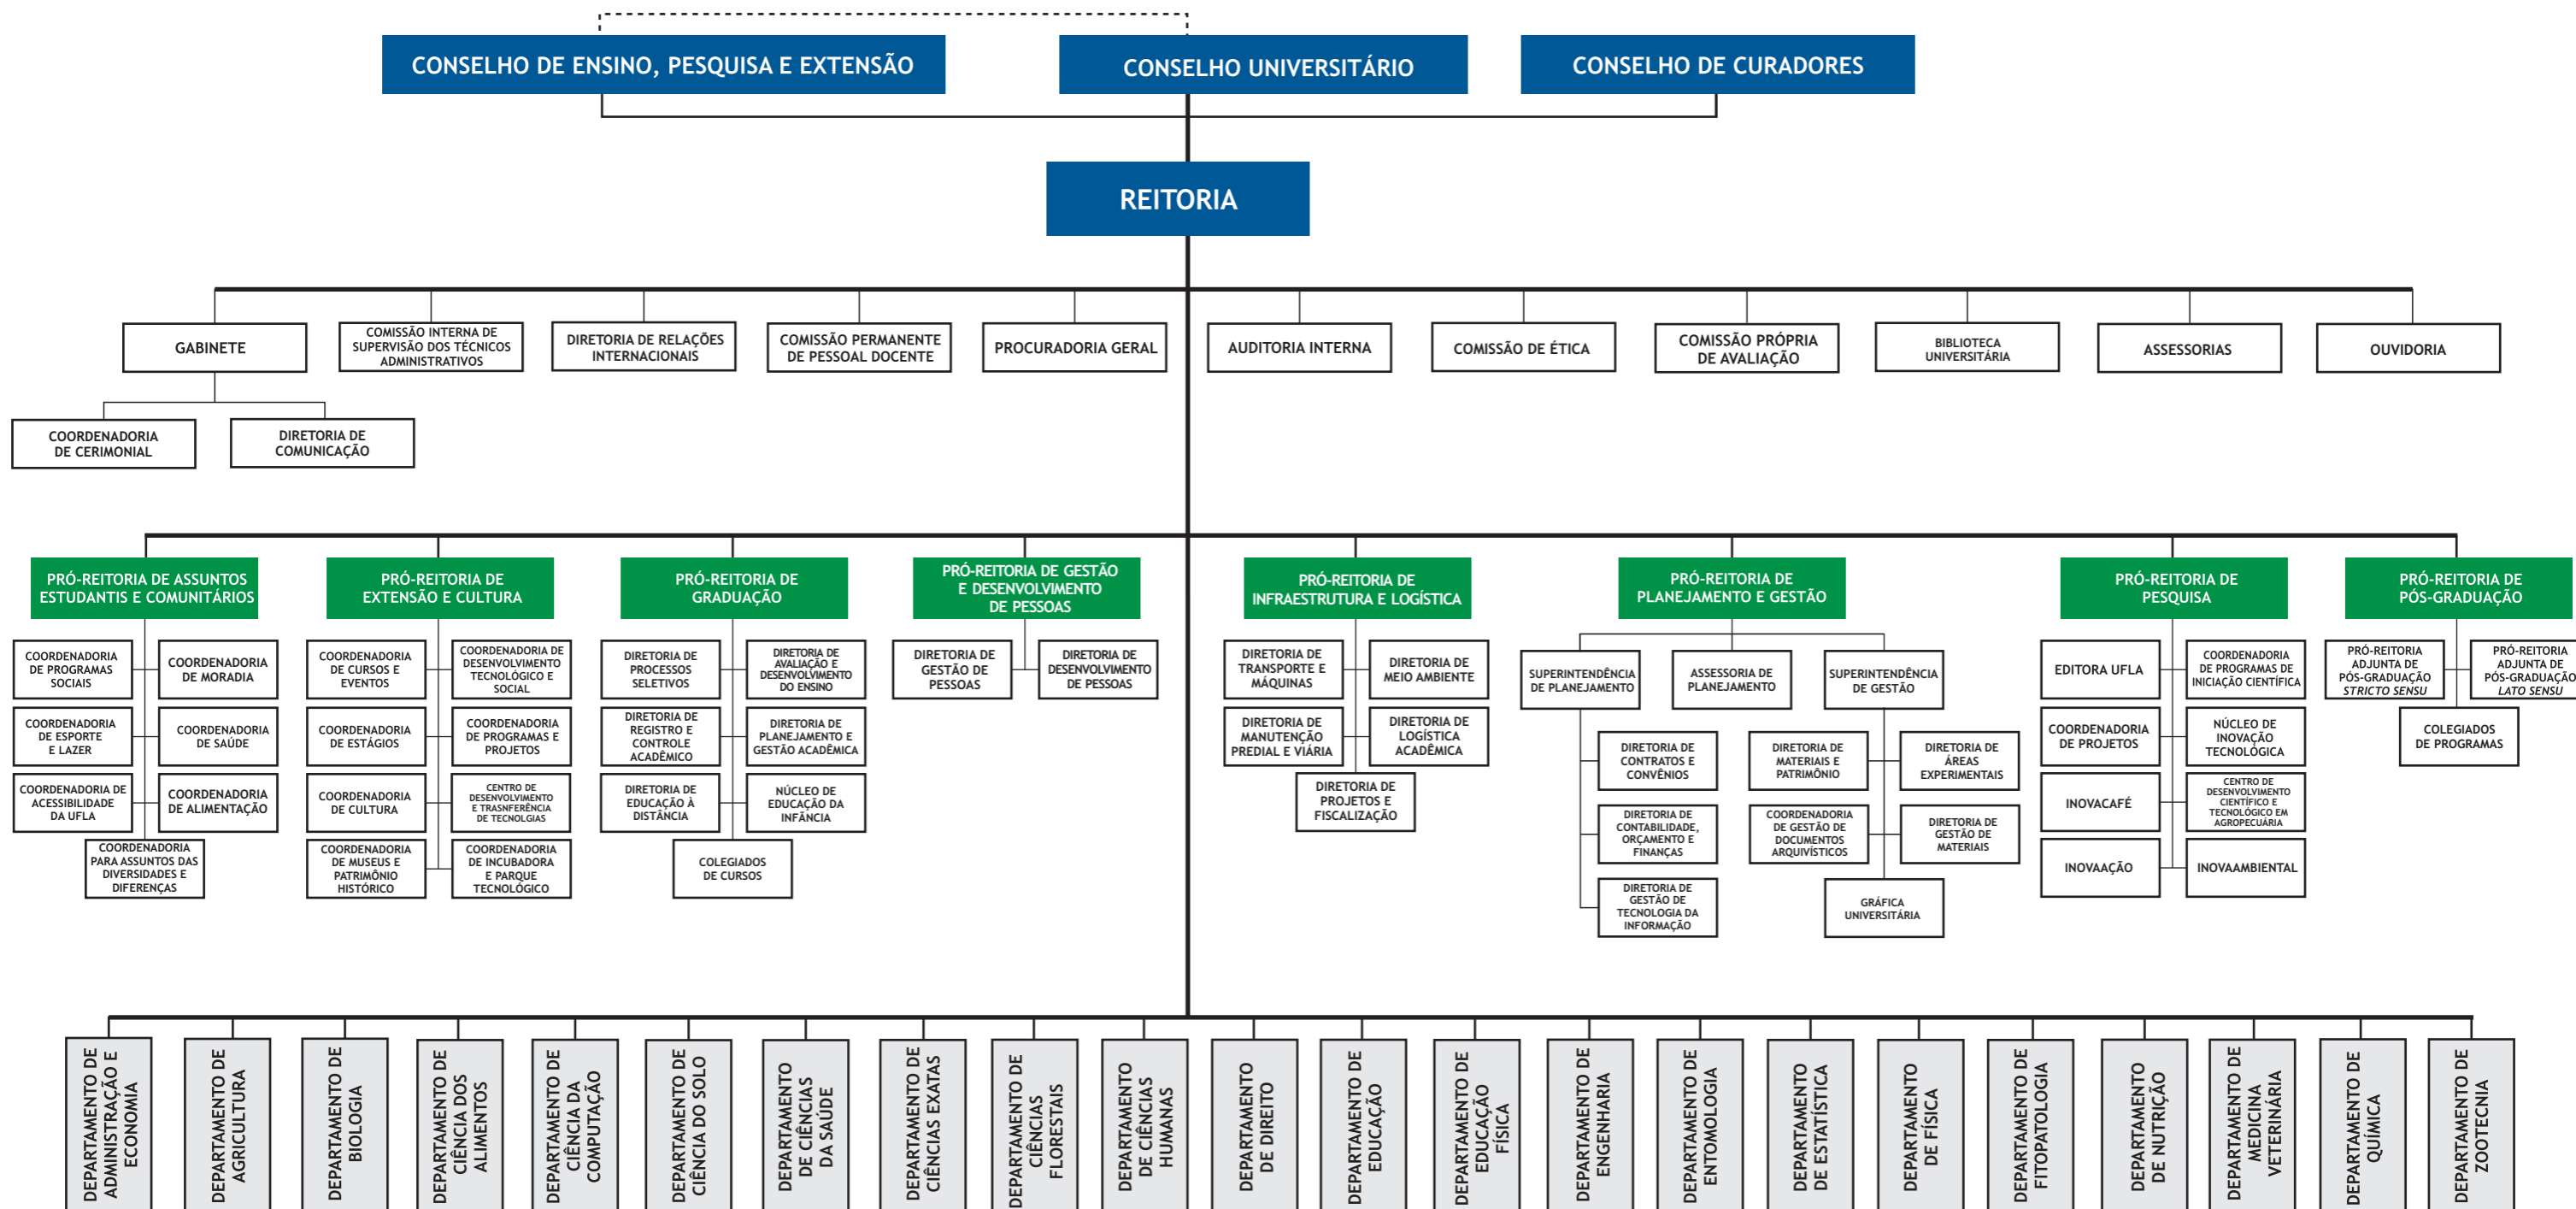 CONSELHO DE ENSINO, PESQUISA E EXTENSÃO
CONSELHO UNIVERSITÁRIO
CONSELHO DE CURADORES
REITORIA
GABINETE
COMISSÃO INTERNA DE
SUPERVISÃO DOS TÉCNICOS
ADMINISTRATIVOS
DIRETORIA DE RELAÇÕES
INTERNACIONAIS
COMISSÃO PERMANENTE
DE PESSOAL DOCENTE
PROCURADORIA GERAL
AUDITORIA INTERNA
COMISSÃO DE ÉTICA
COMISSÃO PRÓPRIA
DE AVALIAÇÃO
BIBLIOTECA
UNIVERSITÁRIA
ASSESSORIAS
OUVIDORIA
COORDENADORIA
DE CERIMONIAL
DIRETORIA DE
COMUNICAÇÃO
PRÓ-REITORIA DE ASSUNTOS
ESTUDANTIS E COMUNITÁRIOS
COORDENADORIA
DE PROGRAMAS
SOCIAIS
COORDENADORIA
DE MORADIA
COORDENADORIA
DE ESPORTE
E LAZER
COORDENADORIA
DE SAÚDE
COORDENADORIA DE
ACESSIBILIDADE
DA UFLA
COORDENADORIA
DE ALIMENTAÇÃO
COORDENADORIA
PARA ASSUNTOS DAS
DIVERSIDADES E
DIFERENÇAS
PRÓ-REITORIA DE
EXTENSÃO E CULTURA
COORDENADORIA
DE CURSOS E
EVENTOS
COORDENADORIA DE
DESENVOLVIMENTO
TECNOLÓGICO E
SOCIAL
COORDENADORIA
DE ESTÁGIOS
COORDENADORIA
DE PROGRAMAS E
PROJETOS
COORDENADORIA
DE CULTURA
CENTRO DE
DESENVOLVIMENTO
E TRASNFERÊNCIA
DE TECNOLGIAS
COORDENADORIA
DE MUSEUS E
PATRIMÔNIO
HISTÓRICO
COORDENADORIA
DE INCUBADORA
E PARQUE
TECNOLÓGICO
PRÓ-REITORIA DE
GRADUAÇÃO
DIRETORIA DE
PROCESSOS
SELETIVOS
DIRETORIA DE
AVALIAÇÃO E
DESENVOLVIMENTO
DO ENSINO
DIRETORIA DE
REGISTRO E
CONTROLE
ACADÊMICO
DIRETORIA DE
PLANEJAMENTO E
GESTÃO ACADÊMICA
DIRETORIA DE
EDUCAÇÃO À
DISTÂNCIA
NÚCLEO DE
EDUCAÇÃO DA
INFÂNCIA
COLEGIADOS
DE CURSOS
PRÓ-REITORIA DE GESTÃO
E DESENVOLVIMENTO
DE PESSOAS
DIRETORIA DE
GESTÃO DE
PESSOAS
DIRETORIA DE
DESENVOLVIMENTO
DE PESSOAS
PRÓ-REITORIA DE
INFRAESTRUTURA E LOGÍSTICA
DIRETORIA DE
TRANSPORTE E
MÁQUINAS
DIRETORIA DE
MEIO AMBIENTE
DIRETORIA DE
MANUTENÇÃO
PREDIAL E VIÁRIA
DIRETORIA DE
LOGÍSTICA
ACADÊMICA
DIRETORIA DE
PROJETOS E
FISCALIZAÇÃO
PRÓ-REITORIA DE
PLANEJAMENTO E GESTÃO
SUPERINTENDÊNCIA
DE PLANEJAMENTO
ASSESSORIA DE
PLANEJAMENTO
SUPERINTENDÊNCIA
DE GESTÃO
DIRETORIA DE
CONTRATOS E
CONVÊNIOS
DIRETORIA DE
MATERIAIS E
PATRIMÔNIO
DIRETORIA DE
ÁREAS
EXPERIMENTAIS
DIRETORIA DE
CONTABILIDADE,
ORÇAMENTO E
FINANÇAS
COORDENADORIA
DE GESTÃO DE
DOCUMENTOS
ARQUIVÍSTICOS
DIRETORIA DE
GESTÃO DE
MATERIAIS
DIRETORIA DE
GESTÃO DE
TECNOLOGIA DA
INFORMAÇÃO
GRÁFICA
UNIVERSITÁRIA
PRÓ-REITORIA DE
PESQUISA
EDITORA UFLA
COORDENADORIA
DE PROGRAMAS DE
INICIAÇÃO CIENTÍFICA
COORDENADORIA
DE PROJETOS
NÚCLEO DE
INOVAÇÃO
TECNOLÓGICA
INOVACAFÉ
CENTRO DE
DESENVOLVIMENTO
CIENTÍFICO E
TECNOLÓGICO EM
AGROPECUÁRIA
INOVAAÇÃO
INOVAAMBIENTAL
PRÓ-REITORIA DE
PÓS-GRADUAÇÃO
PRÓ-REITORIA
ADJUNTA DE
PÓS-GRADUAÇÃO
STRICTO SENSU
PRÓ-REITORIA
ADJUNTA DE
PÓS-GRADUAÇÃO
LATO SENSU
COLEGIADOS
DE PROGRAMAS
DEPARTAMENTO DE
ADMINISTRAÇÃO E
ECONOMIA
DEPARTAMENTO DE
AGRICULTURA
DEPARTAMENTO DE
BIOLOGIA
DEPARTAMENTO DE
CIÊNCIA DOS
ALIMENTOS
DEPARTAMENTO DE
CIÊNCIA DA
COMPUTAÇÃO
DEPARTAMENTO DE
CIÊNCIA DO SOLO
DEPARTAMENTO
DE CIÊNCIAS
DA SAÚDE
DEPARTAMENTO DE
CIÊNCIAS EXATAS
DEPARTAMENTO DE
CIÊNCIAS
FLORESTAIS
DEPARTAMENTO
DE CIÊNCIAS
HUMANAS
DEPARTAMENTO
DE DIREITO
DEPARTAMENTO DE
EDUCAÇÃO
DEPARTAMENTO DE
EDUCAÇÃO
FÍSICA
DEPARTAMENTO DE
ENGENHARIA
DEPARTAMENTO DE
ENTOMOLOGIA
DEPARTAMENTO
DE ESTATÍSTICA
DEPARTAMENTO
DE FÍSICA
DEPARTAMENTO DE
FITOPATOLOGIA
DEPARTAMENTO
DE NUTRIÇÃO
DEPARTAMENTO DE
MEDICINA
VETERINÁRIA
DEPARTAMENTO DE
QUÍMICA
DEPARTAMENTO DE
ZOOTECNIA